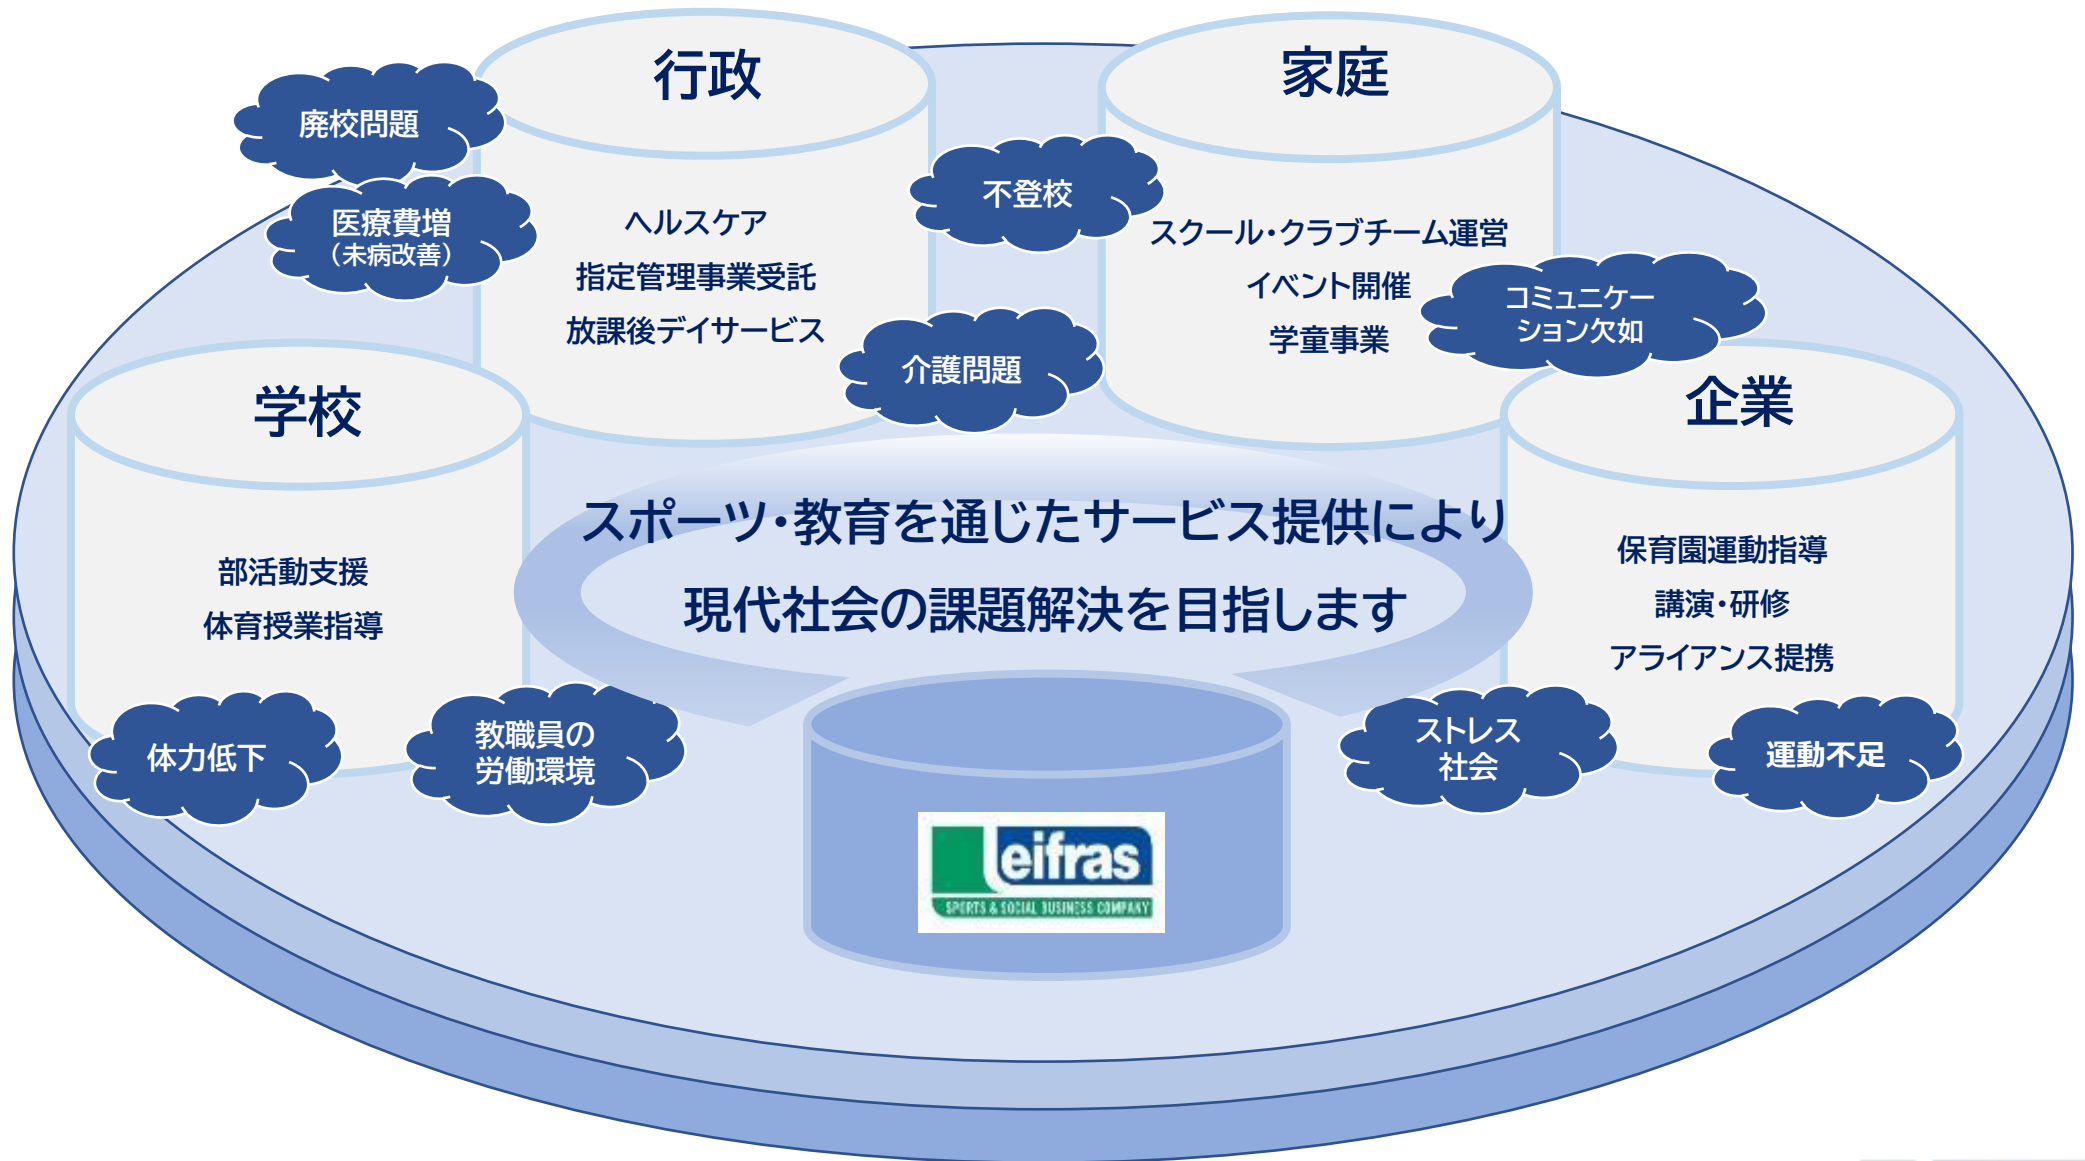 行政
家庭
廃校問題
医療費増
（未病改善）
ヘルスケア
指定管理事業受託
放課後デイサービス
不登校
介護問題
スクール・クラブチーム運営
イベント開催
学童事業
コミュニケー
ション欠如
学校
部活動支援
体育授業指導
体力低下
教職員の
労働環境
スポーツ・教育を通じたサービス提供により
現代社会の課題解決を目指します
企業
保育園運動指導
講演・研修
アライアンス提携
ストレス
社会
運動不足
Leifras
SPORTS & SOCIAL BUSINESS COMPANY